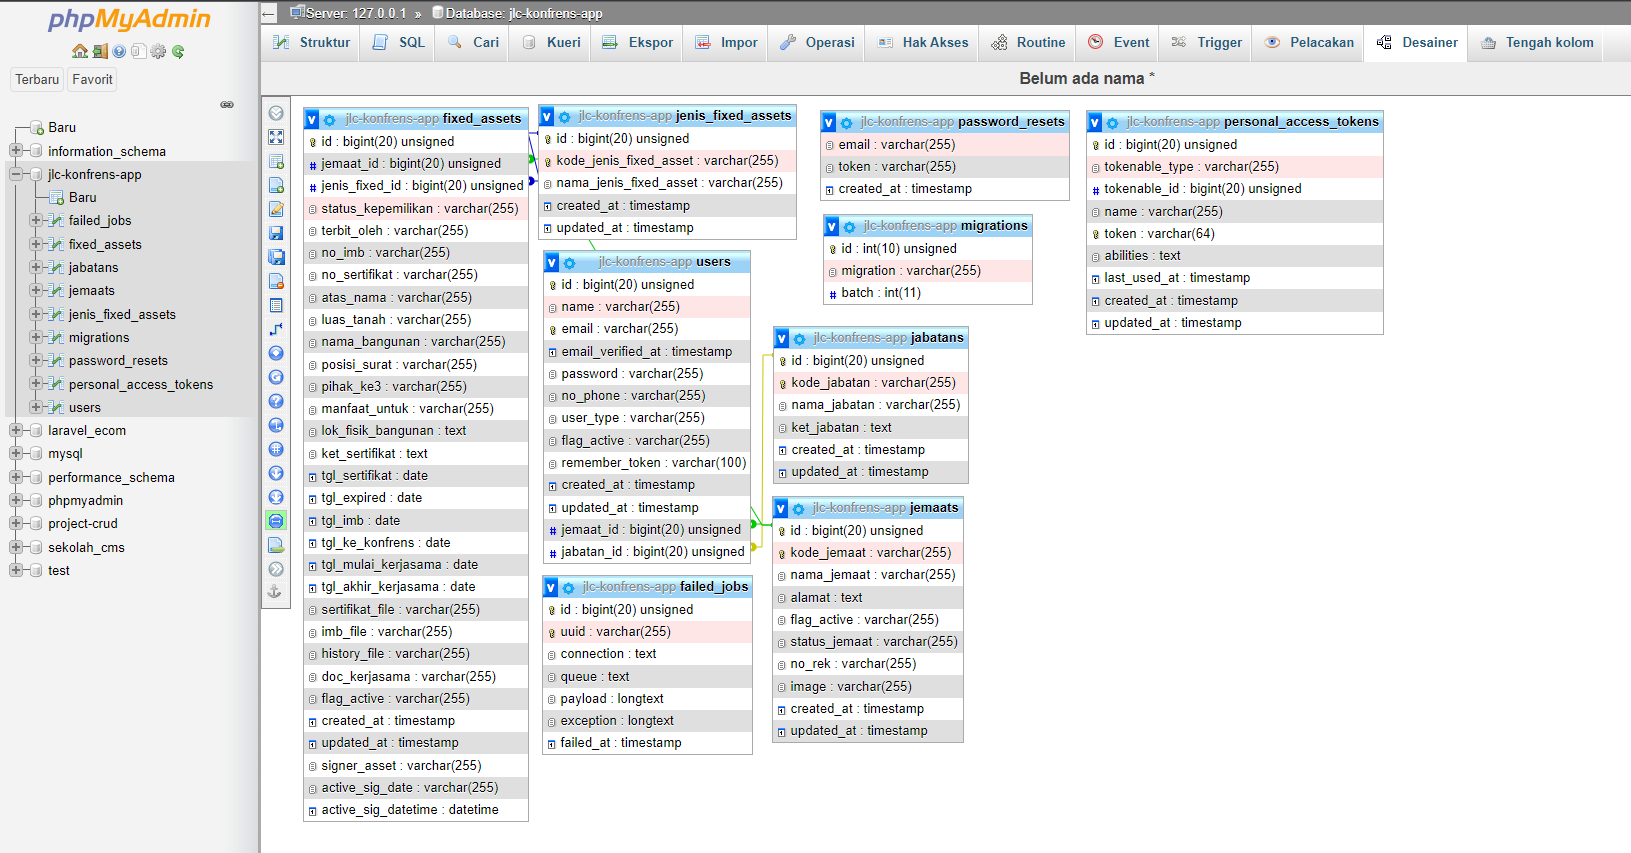 phpMyAdmin
Terbaru
Favorit
Baru
information_schema
jlc-konfrens-app
Baru
failed_jobs
fixed_assets
jabatans
jemaats
jenis_fixed_assets
migrations
password_resets
personal_access_tokens
users
laravel_ecom
mysql
performance_schema
phpmyadmin
project-crud
sekolah_cms
test
Server: 127.0.0.1 » Database: jlc-konfrens-app
Struktur
SQL
Cari
Kueri
Ekspor
Impor
Operasi
Hak Akses
Routine
Event
Trigger
Pelacakan
Desainer
Tengah kolom
Belum ada nama *
jlc-konfrens-app fixed_assets
id : bigint(20) unsigned
jemaat_id : bigint(20) unsigned
jenis_fixed_id : bigint(20) unsigned
status_kepemilikan : varchar(255)
terbit_oleh : varchar(255)
no_imb : varchar(255)
no_sertifikat : varchar(255)
atas_nama : varchar(255)
luas_tanah : varchar(255)
nama_bangunan : varchar(255)
posisi_surat : varchar(255)
pihak_ke3 : varchar(255)
manfaat_untuk : varchar(255)
lok_fisik_bangunan : text
ket_sertifikat : text
tgl_sertifikat : date
tgl_expired : date
tgl_imb : date
tgl_ke_konfrens : date
tgl_mulai_kerjasama : date
tgl_akhir_kerjasama : date
sertifikat_file : varchar(255)
imb_file : varchar(255)
history_file : varchar(255)
doc_kerjasama : varchar(255)
flag_active : varchar(255)
created_at : timestamp
updated_at : timestamp
signer_asset : varchar(255)
active_sig_date : varchar(255)
active_sig_datetime : datetime
jlc-konfrens-app jenis_fixed_assets
id : bigint(20) unsigned
kode_jenis_fixed_asset : varchar(255)
nama_jenis_fixed_asset : varchar(255)
created_at : timestamp
updated_at : timestamp
jlc-konfrens-app users
id : bigint(20) unsigned
name : varchar(255)
email : varchar(255)
email_verified_at : timestamp
password : varchar(255)
no_phone : varchar(255)
user_type : varchar(255)
flag_active : varchar(255)
remember_token : varchar(100)
created_at : timestamp
updated_at : timestamp
jemaat_id : bigint(20) unsigned
jabatan_id : bigint(20) unsigned
jlc-konfrens-app failed_jobs
id : bigint(20) unsigned
uuid : varchar(255)
connection : text
queue : text
payload : longtext
exception : longtext
failed_at : timestamp
jlc-konfrens-app password_resets
email : varchar(255)
token : varchar(255)
created_at : timestamp
jlc-konfrens-app migrations
id : int(10) unsigned
migration : varchar(255)
batch : int(11)
jlc-konfrens-app jabatans
id : bigint(20) unsigned
kode_jabatan : varchar(255)
nama_jabatan : varchar(255)
ket_jabatan : text
created_at : timestamp
updated_at : timestamp
jlc-konfrens-app jemaats
id : bigint(20) unsigned
kode_jemaat : varchar(255)
nama_jemaat : varchar(255)
alamat : text
flag_active : varchar(255)
status_jemaat : varchar(255)
no_rek : varchar(255)
image : varchar(255)
created_at : timestamp
updated_at : timestamp
jlc-konfrens-app personal_access_tokens
id : bigint(20) unsigned
tokenable_type : varchar(255)
tokenable_id : bigint(20) unsigned
name : varchar(255)
token : varchar(64)
abilities : text
last_used_at : timestamp
created_at : timestamp
updated_at : timestamp